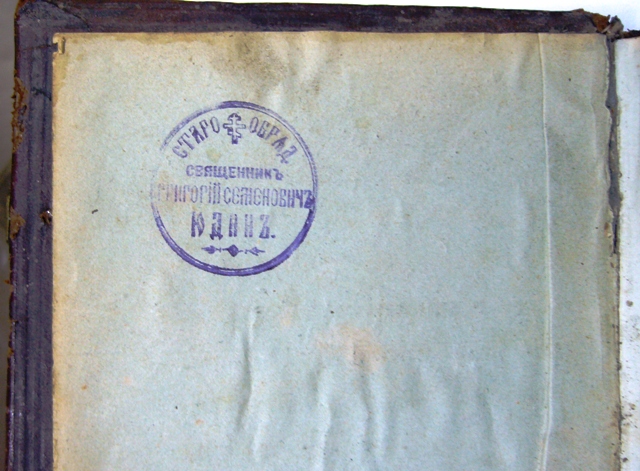 СТАРО ОБРЯД.
СВЯЩЕННИКЪ
ГРИГОРІЙ СЕМЕНОВИЧЪ
ЮДИНЪ.